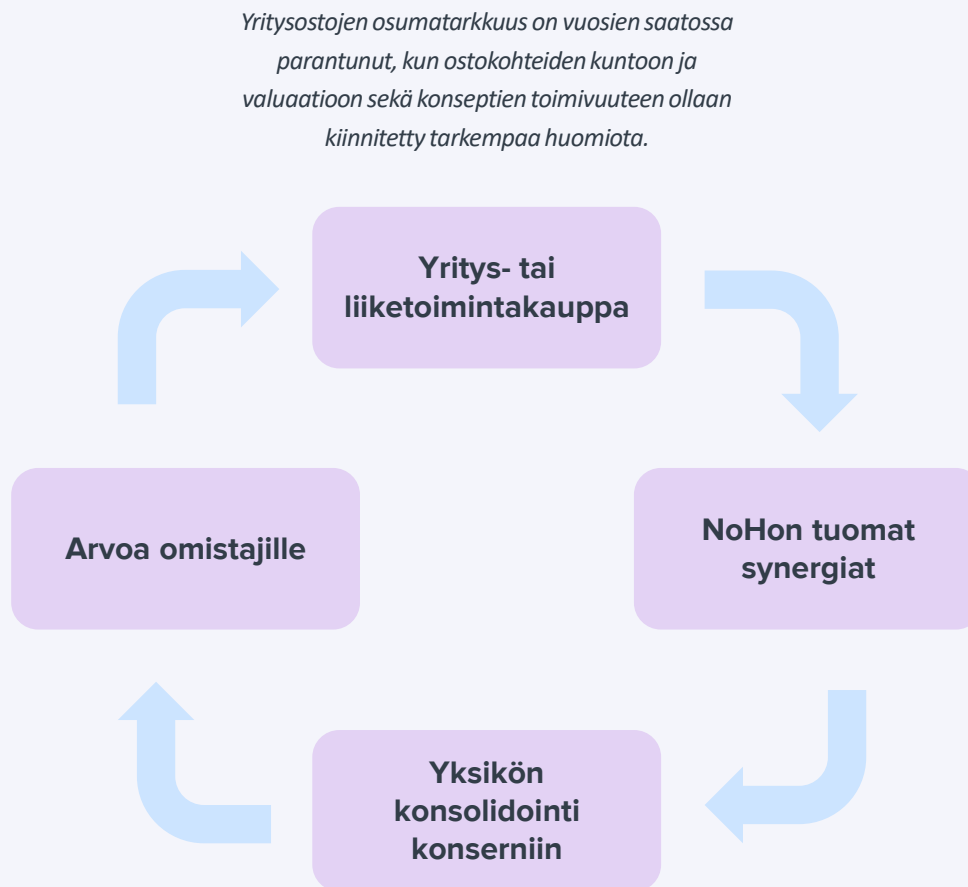 Yritysostojen osumatarkkuus on vuosien saatossa
parantunut, kun ostokohteiden kuntoon ja
valuaatioon sekä konseptien toimivuuteen ollaan
kiinnitetty tarkempaa huomiota.
Yritys- tai
liiketoimintakauppa
Arvoa omistajille
NoHon tuomat
synergiat
Yksikön
konsolidointi
konserniin